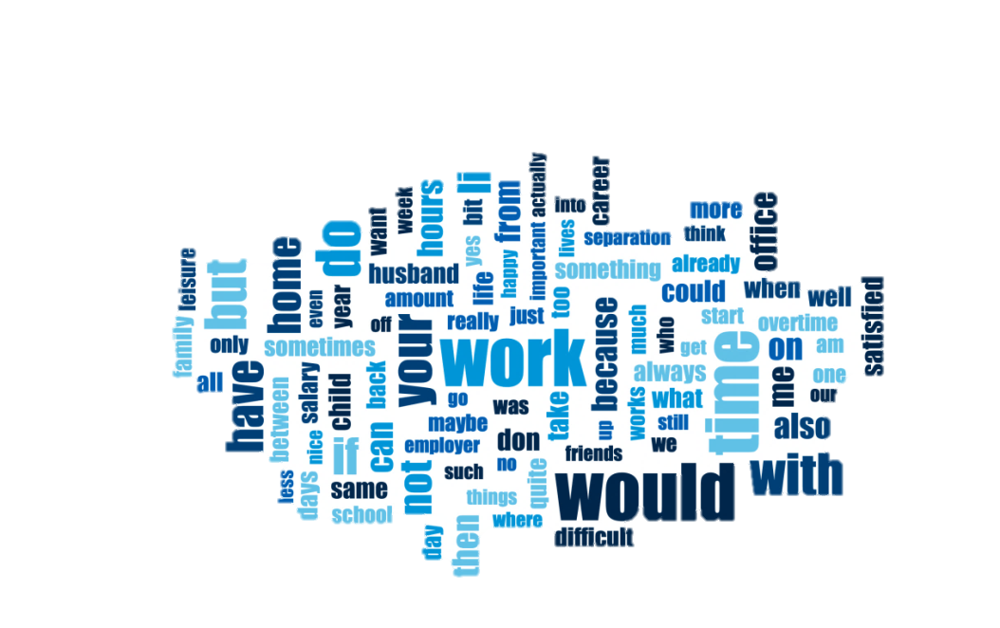 actually
career
li
hours
from
week
bit
into
want
do
lives
more
office
separation
think
leisure
but
home
yes
happy
important
something
already
husband
life
amount
could
when
well
satisfied
even
year
too
off
your
really
just
because
much
who
start
overtime
family
only
sometimes
work
get
time
on
am
all
have
between
salary
child
back
always
me
one
our
go
was
take
works
what
maybe
up
still
also
less
days
nice
if
can
employer
don
friends
we
same
not
such
no
quite
would
with
school
things
where
day
then
difficult